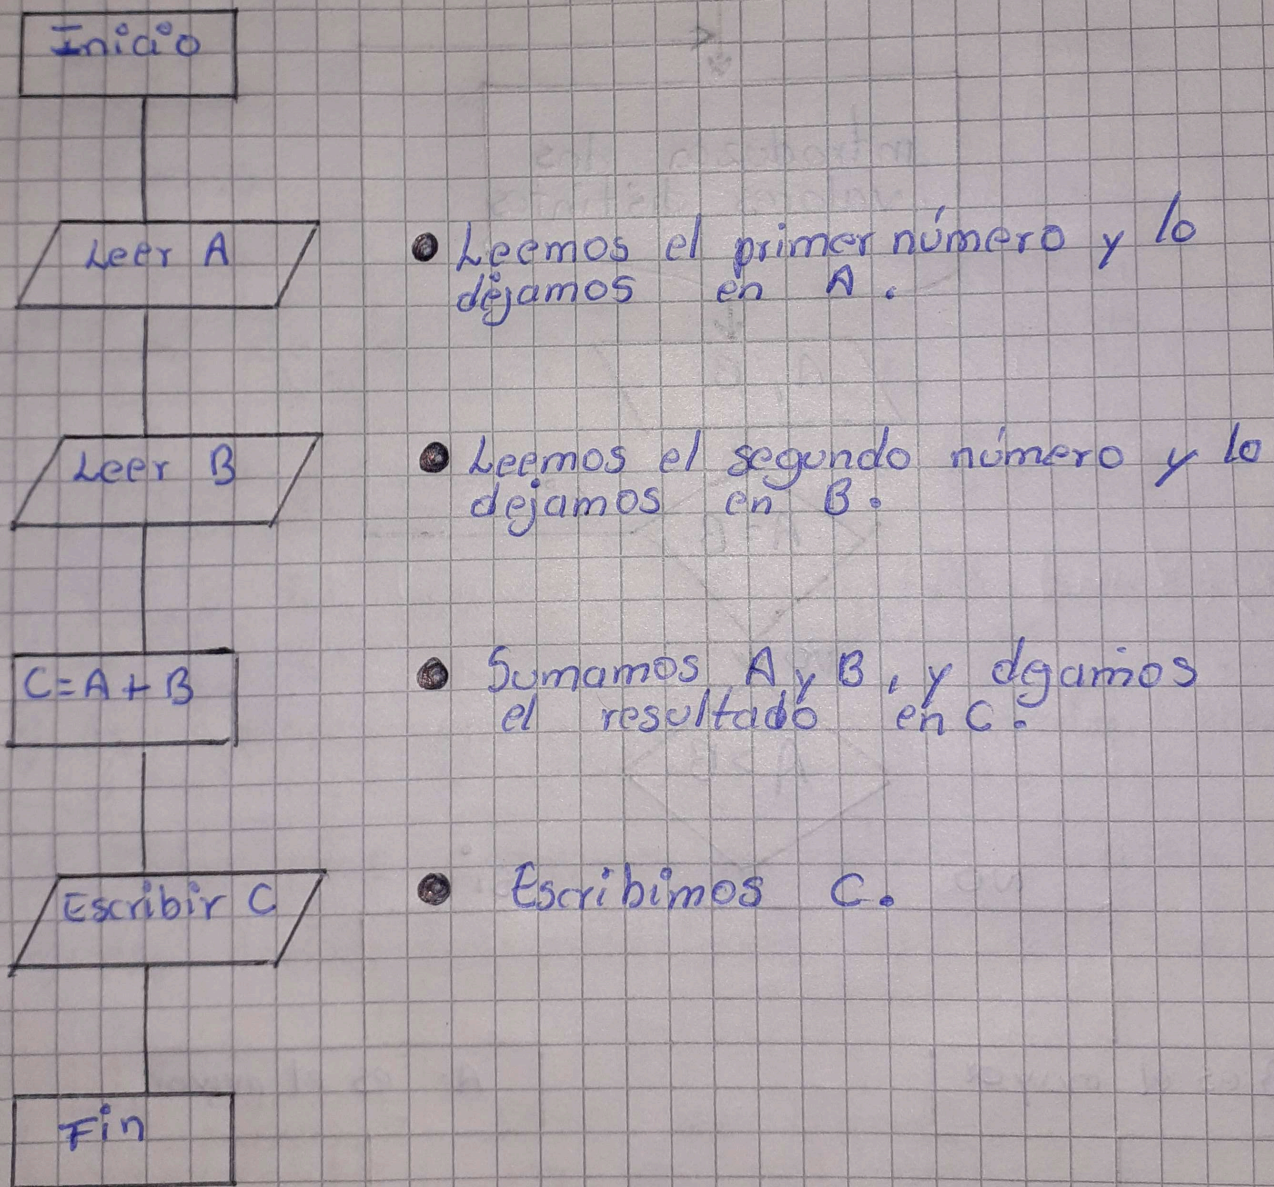 Inicio
Leer A
Leemos el primer número y lo
dejamos en A.
Leer B
Leemos el segundo número y lo
dejamos en B.
C=A+B
Sumamos A y B, y dejamos
el resultado en C.
Escribir C
Escribimos C.
Fin